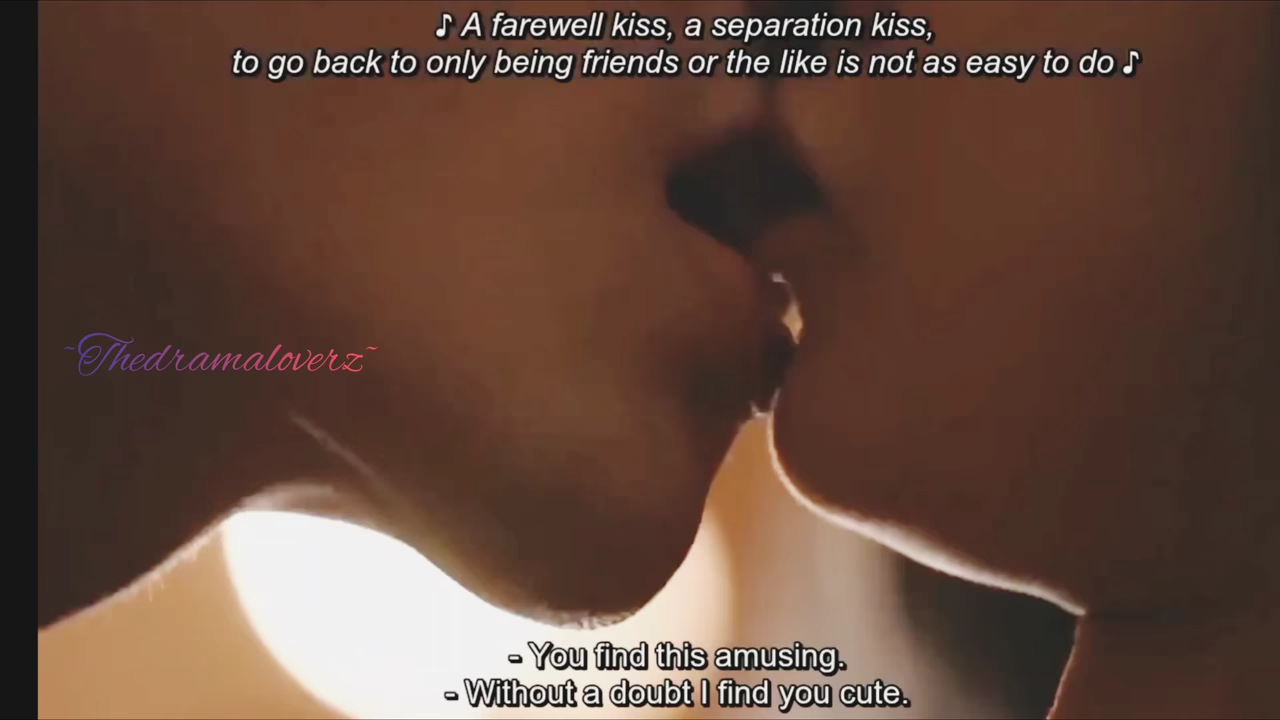 ♪ A farewell kiss, a separation kiss,
to go back to only being friends or the like is not as easy to do ♪
~Thedramaloverz~
- You find this amusing.
- Without a doubt I find you cute.